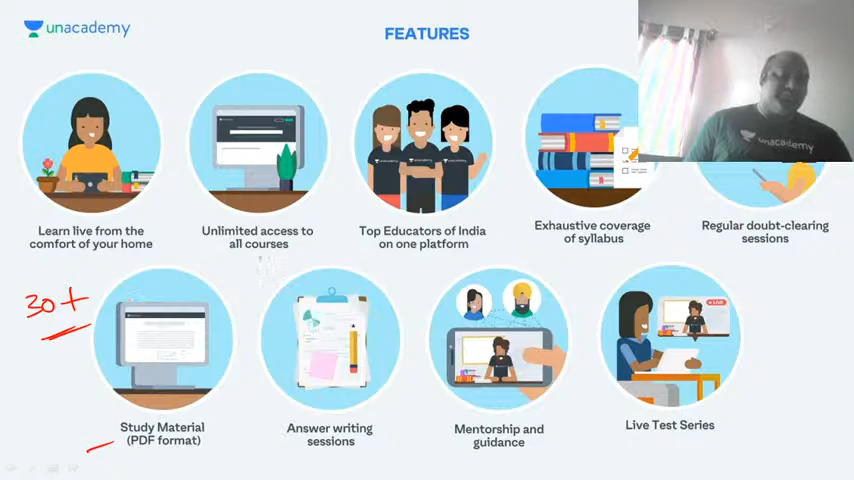 unacademy
FEATURES
unacademy
Learn live from the
comfort of your home
Unlimited access to
all courses
Top Educators of India
on one platform
Exhaustive coverage
of syllabus
Regular doubt-clearing
sessions
30+
LIVE
Study Material
(PDF format)
Answer writing
sessions
Mentorship and
guidance
Live Test Series